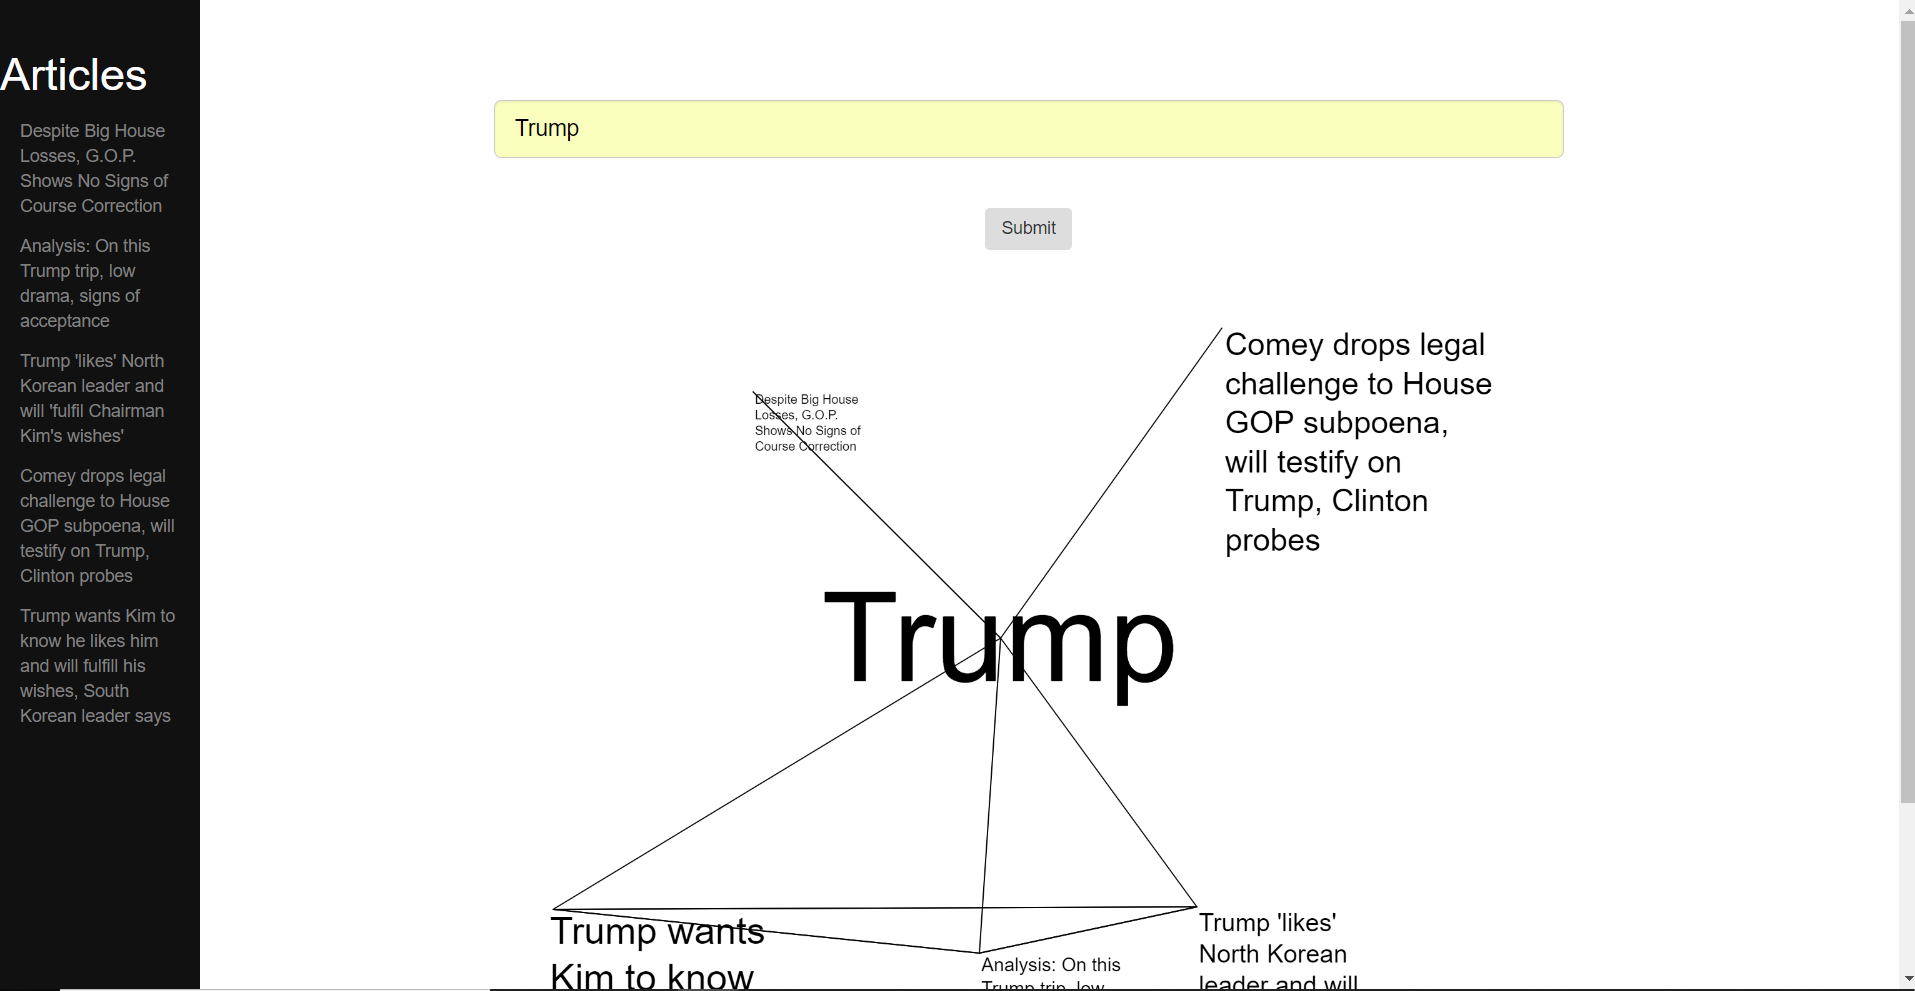 Articles
Despite Big House
Losses, G.O.P.
Shows No Signs of
Course Correction
Analysis: On this
Trump trip, low
drama, signs of
acceptance
Trump 'likes' North
Korean leader and
will 'fulfil Chairman
Kim's wishes'
Comey drops legal
challenge to House
GOP subpoena, will
testify on Trump,
Clinton probes
Trump wants Kim to
know he likes him
and will fulfill his
wishes, South
Korean leader says
Trump
Submit
Despite Big House
Losses, G.O.P.
Shows No Signs of
Course Correction
Comey drops legal
challenge to House
GOP subpoena,
will testify on
Trump, Clinton
probes
Trump
Trump wants
Kim to know
Analysis: On this
Trump trip, low
Trump 'likes'
North Korean
leader and will